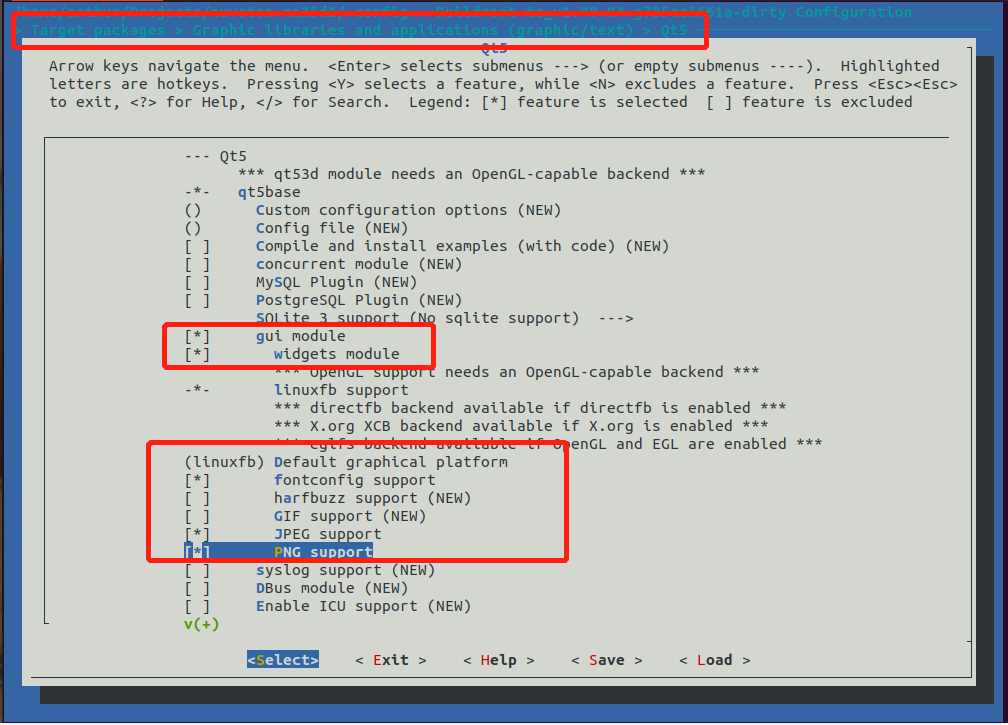 Configuration
> Target packages > Graphic libraries and applications (graphic/text) > Qt5
Qt5
Arrow keys navigate the menu.  <Enter> selects submenus ---> (or empty submenus ----).  Highlighted
letters are hotkeys.  Pressing <Y> selects a feature, while <N> excludes a feature.  Press <Esc><Esc>
to exit, <?> for Help, </> for Search.  Legend: [*] feature is selected  [ ] feature is excluded
--- Qt5
*** qt53d module needs an OpenGL-capable backend ***
-*- qt5base
() Custom configuration options (NEW)
() Config file (NEW)
[ ] Compile and install examples (with code) (NEW)
[ ] concurrent module (NEW)
[ ] MySQL Plugin (NEW)
[ ] PostgreSQL Plugin (NEW)
SQLite 3 support (No sqlite support)  --->
[*] gui module
[*] widgets module
*** OpenGL support needs an OpenGL-capable backend ***
-*- linuxfb support
*** directfb backend available if directfb is enabled ***
*** X.org XCB backend available if X.org is enabled ***
*** eglfs backend available if OpenGL and EGL are enabled ***
(linuxfb) Default graphical platform
[*] fontconfig support
[ ] harfbuzz support (NEW)
[ ] GIF support (NEW)
[*] JPEG support
[*] PNG support
[ ] syslog support (NEW)
[ ] DBus module (NEW)
[ ] Enable ICU support (NEW)
v(+)
<Select>    < Exit >    < Help >    < Save >    < Load >